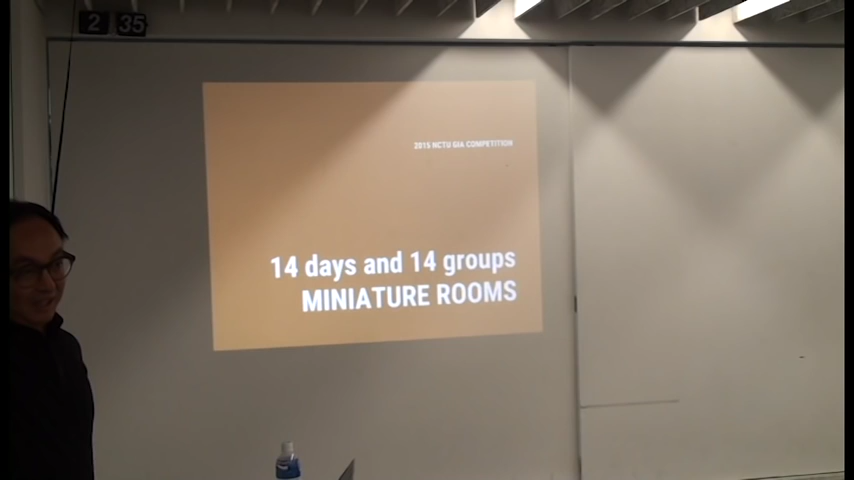 2 35
2015 NCTU GIA COMPETITION
14 days and 14 groups
MINIATURE ROOMS